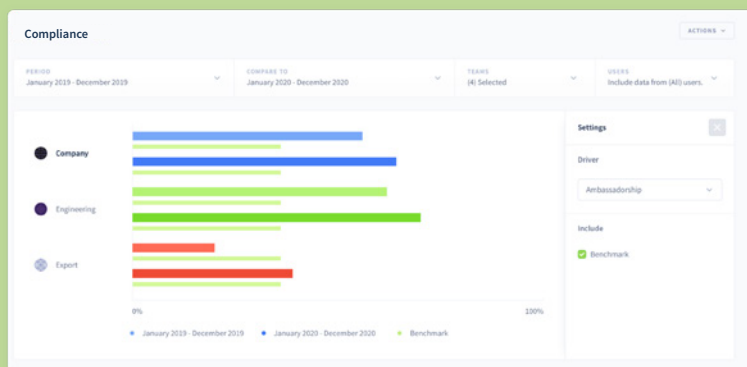 Compliance
ACTIONS
PERIOD
January 2019 - December 2019
COMPARE TO
January 2020 - December 2020
TEAMS
(4) Selected
USERS
Include data from (All) users.
Company
Engineering
Export
0%
100%
January 2019 - December 2019
January 2020 - December 2020
Benchmark
Settings
Driver
Ambassadorship
Include
Benchmark